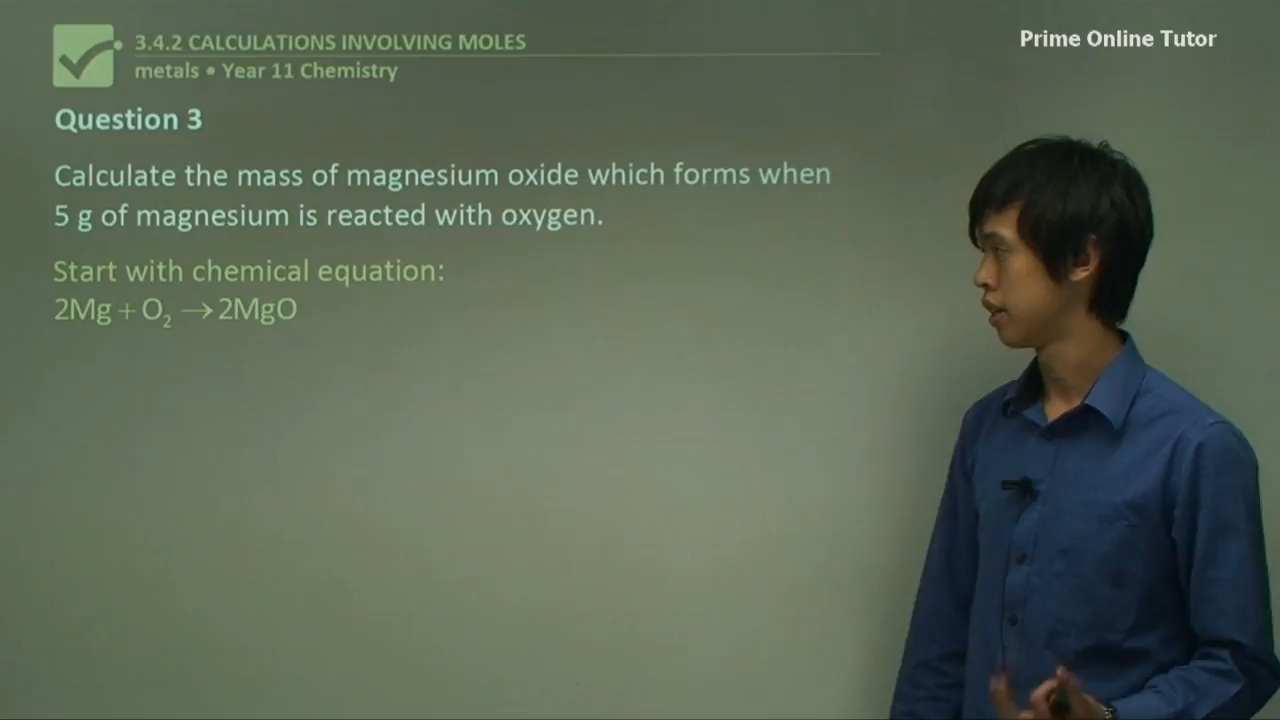 3.4.2 CALCULATIONS INVOLVING MOLES
metals • Year 11 Chemistry
Prime Online Tutor
Question 3
Calculate the mass of magnesium oxide which forms when
5 g of magnesium is reacted with oxygen.
Start with chemical equation:
2Mg + O₂ → 2MgO